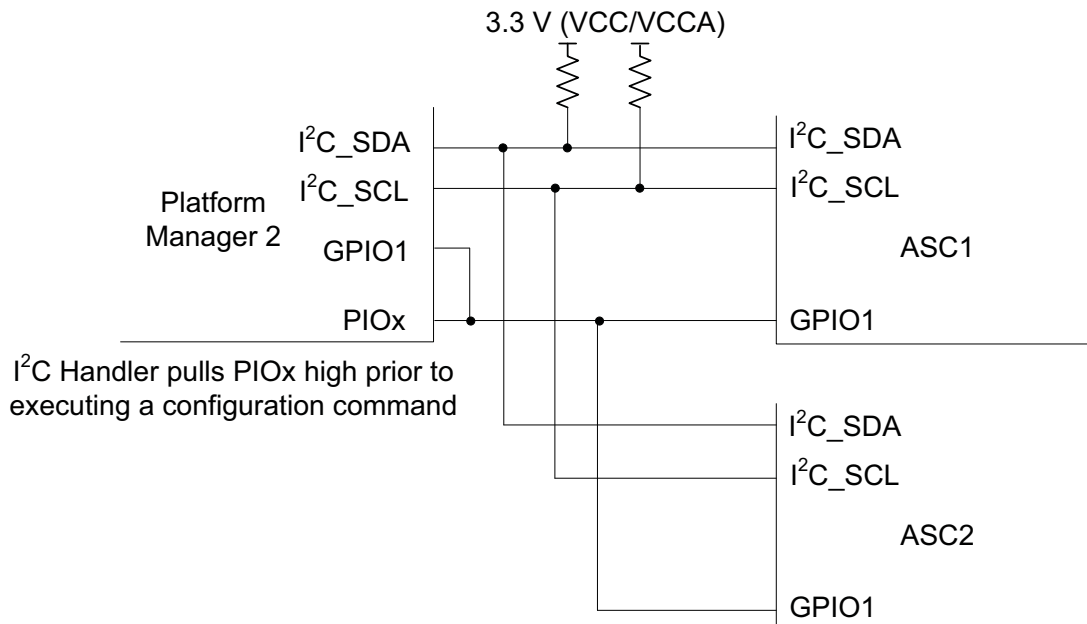 3.3 V (VCC/VCCA)
I²C_SDA
I²C_SCL
Platform
Manager 2
GPIO1
PIOx
I²C Handler pulls PIOx high prior to
executing a configuration command
I²C_SDA
I²C_SCL
ASC1
GPIO1
I²C_SDA
I²C_SCL
ASC2
GPIO1